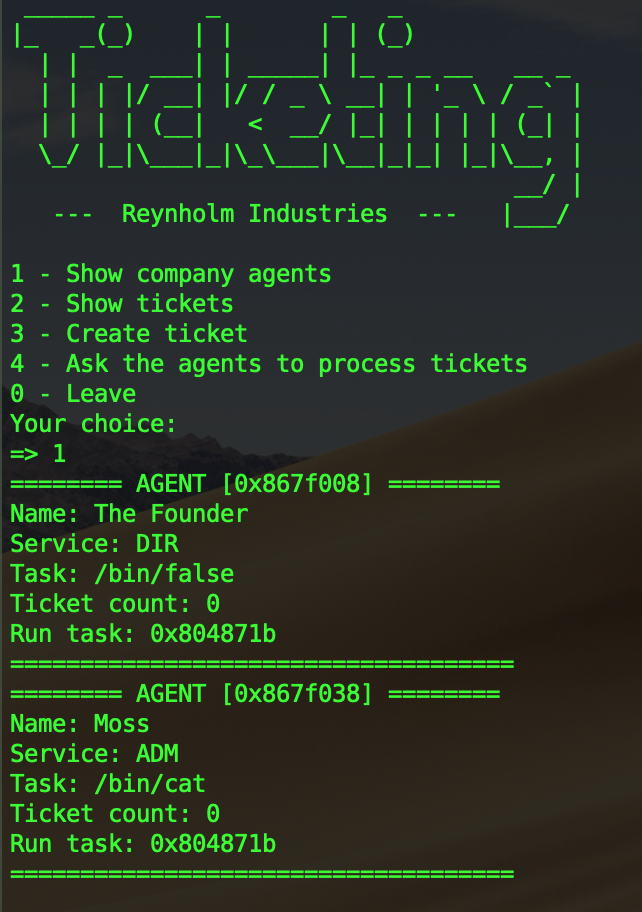 Ticketing
--- Reynholm Industries ---
1 - Show company agents
2 - Show tickets
3 - Create ticket
4 - Ask the agents to process tickets
0 - Leave
Your choice:
=> 1
======== AGENT [0x867f008] ========
Name: The Founder
Service: DIR
Task: /bin/false
Ticket count: 0
Run task: 0x804871b
====================================
======== AGENT [0x867f038] ========
Name: Moss
Service: ADM
Task: /bin/cat
Ticket count: 0
Run task: 0x804871b
====================================